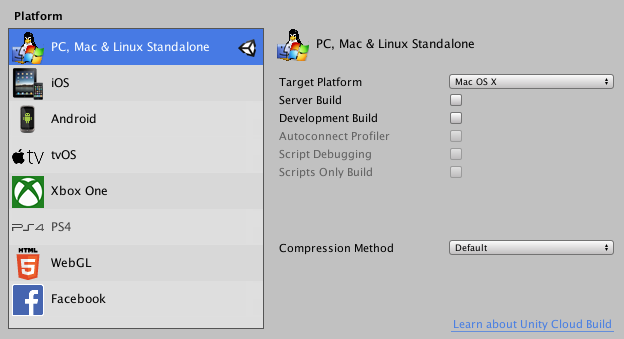 Platform
PC, Mac & Linux Standalone
iOS
Android
tv tvOS
Xbox One
PS4 PS4
HTML
5 WebGL
f Facebook
PC, Mac & Linux Standalone
Target Platform Mac OS X
Server Build
Development Build
Autoconnect Profiler
Script Debugging
Scripts Only Build
Compression Method Default
Learn about Unity Cloud Build